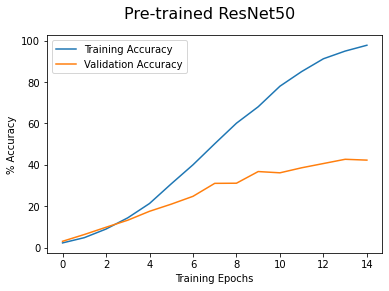 Pre-trained ResNet50
Training Accuracy
Validation Accuracy
% Accuracy
100
80
60
40
20
0
0 2 4 6 8 10 12 14
Training Epochs